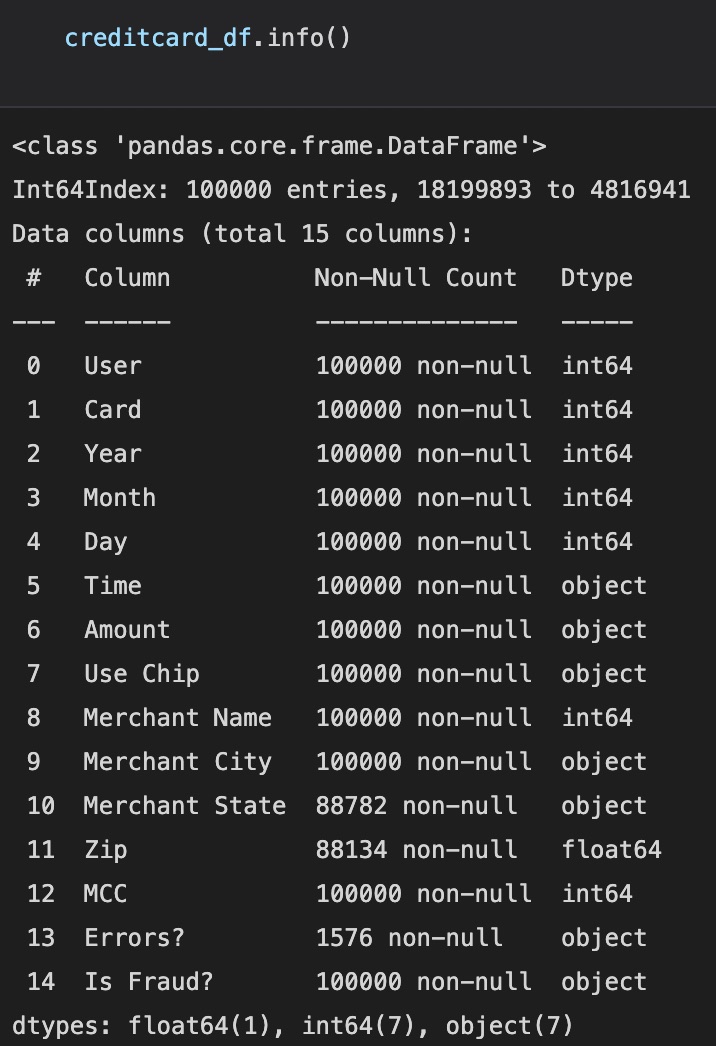 creditcard_df.info()
<class 'pandas.core.frame.DataFrame'>
Int64Index: 100000 entries, 18199893 to 4816941
Data columns (total 15 columns):
 #   Column          Non-Null Count   Dtype
---  ------          --------------   -----
 0   User            100000 non-null  int64
 1   Card            100000 non-null  int64
 2   Year            100000 non-null  int64
 3   Month           100000 non-null  int64
 4   Day             100000 non-null  int64
 5   Time            100000 non-null  object
 6   Amount          100000 non-null  object
 7   Use Chip        100000 non-null  object
 8   Merchant Name   100000 non-null  int64
 9   Merchant City   100000 non-null  object
 10  Merchant State  88782 non-null   object
 11  Zip             88134 non-null   float64
 12  MCC             100000 non-null  int64
 13  Errors?         1576 non-null    object
 14  Is Fraud?       100000 non-null  object
dtypes: float64(1), int64(7), object(7)